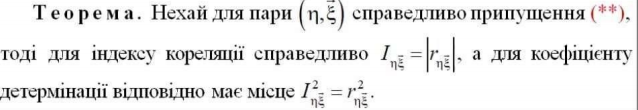 Теорема. Нехай для пари (η,ξ⃗) справедливо припущення (**),
тоді для індексу кореляції справедливо I_{ηξ⃗} = |r_{ηξ⃗}|, а для коефіцієнту
детермінації відповідно має місце I²_{ηξ⃗} = r²_{ηξ⃗}.